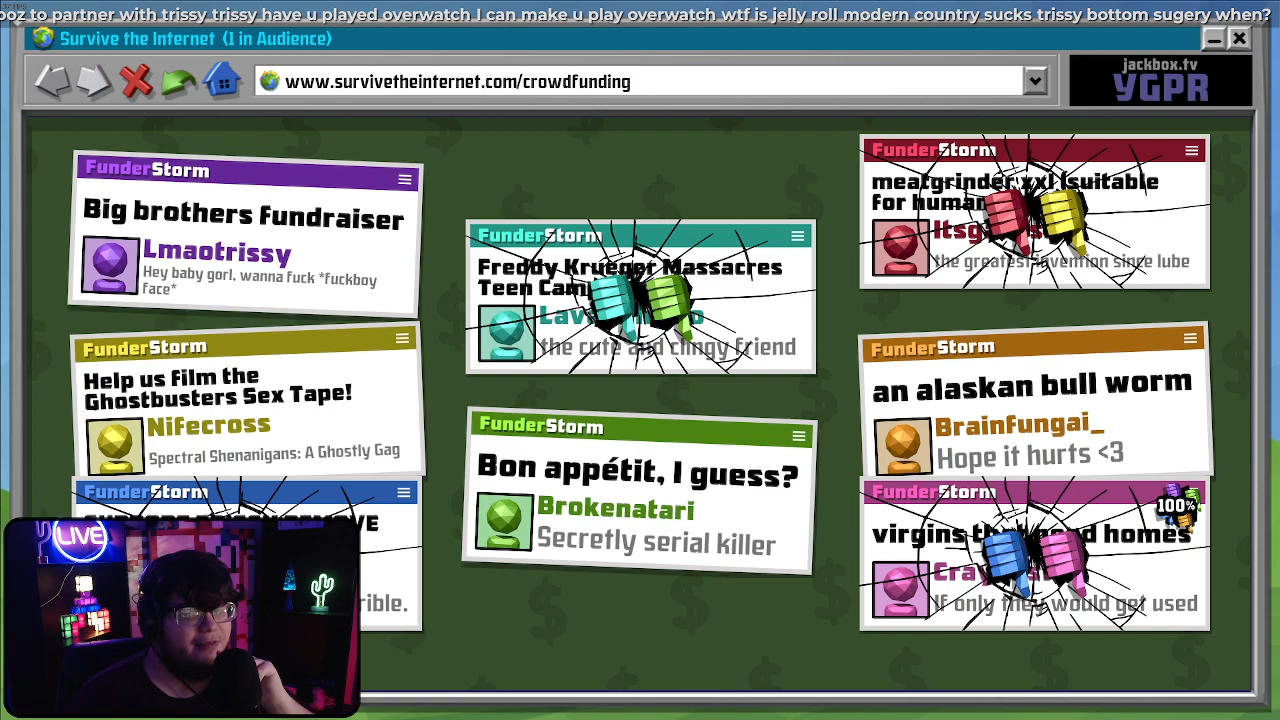 ooz to partner with trissy trissy have u played overwatch I can make u play overwatch wtf is jelly roll modern country sucks trissy bottom sugery when?
Survive the Internet (1 in Audience)
www.survivetheinternet.com/crowdfunding
jackbox.tv
YGPR
FunderStorm
Big brothers fundraiser
Lmaotrissy
Hey baby gorl, wanna fuck *fuckboy
face*
FunderStorm
Help us film the
Ghostbusters Sex Tape!
Nifecross
Spectral Shenanigans: A Ghostly Gag
FunderStorm
rible.
LIVE
FunderStorm
Freddy Krueger Massacres
Teen
the cute and clingy friend
FunderStorm
Bon appétit, I guess?
Brokenatari
Secretly serial killer
FunderStorm
meatgrinder xxl (suitable
for
the greatest invention since lube
FunderStorm
an alaskan bull worm
Brainfungai_
Hope it hurts <3
FunderStorm
100%
virgins that need homes
If only they would get used